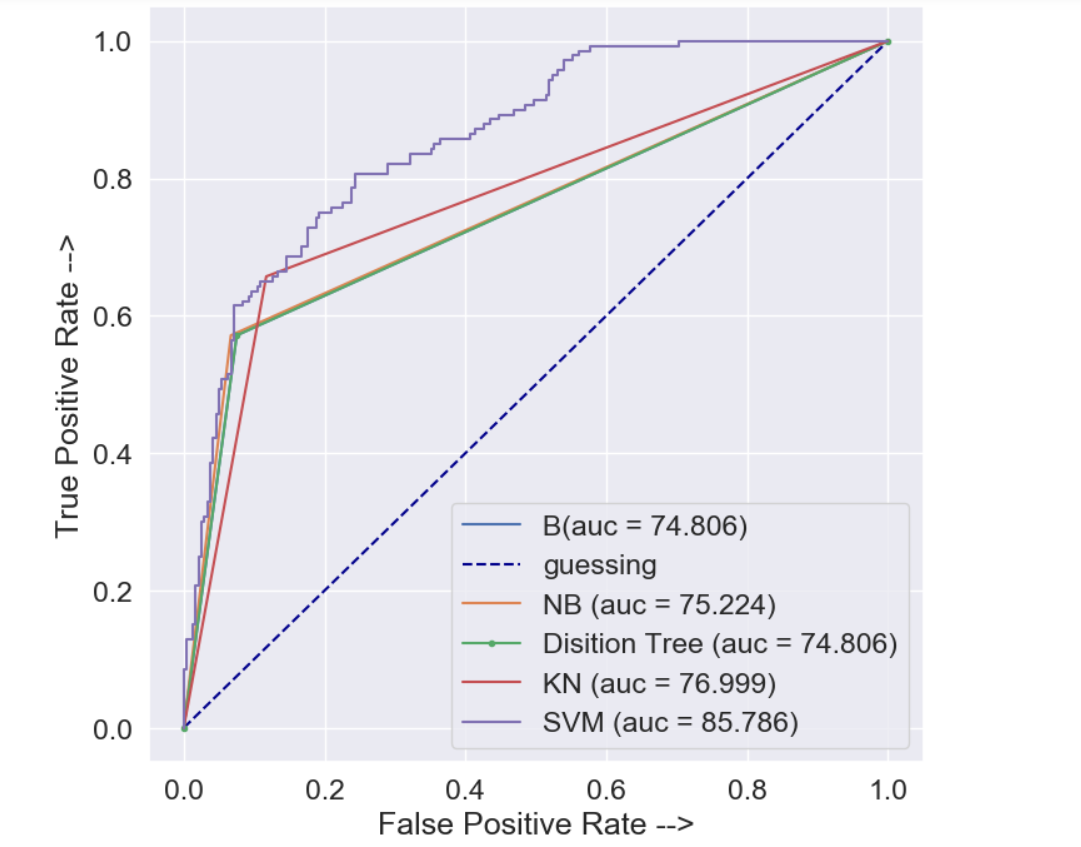 1.0
0.8
0.6
0.4
0.2
0.0
True Positive Rate -->
B(auc = 74.806)
guessing
NB (auc = 75.224)
Disition Tree (auc = 74.806)
KN (auc = 76.999)
SVM (auc = 85.786)
0.0 0.2 0.4 0.6 0.8 1.0
False Positive Rate -->